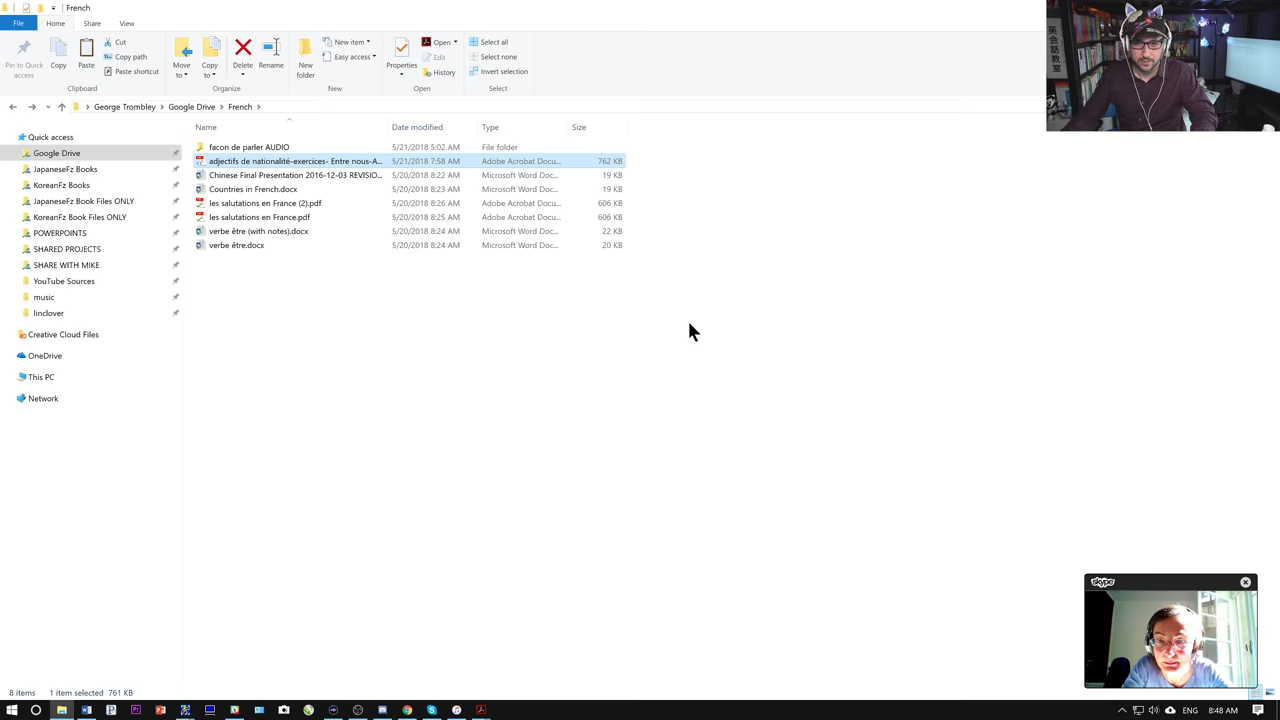 French
File
Home
Share
View
Pin to Quick access
Copy
Paste
Cut
Copy path
Paste shortcut
Clipboard
Move to
Copy to
Delete
Rename
Organize
New folder
New item
Easy access
New
Properties
Open
Edit
History
Open
Select all
Select none
Invert selection
Select
George Trombley > Google Drive > French >
Name Date modified Type Size
facon de parler AUDIO 5/21/2018 5:02 AM File folder
adjectifs de nationalité-exercices- Entre nous-A... 5/21/2018 7:58 AM Adobe Acrobat Docu... 762 KB
Chinese Final Presentation 2016-12-03 REVISIO... 5/20/2018 8:22 AM Microsoft Word Doc... 19 KB
Countries in French.docx 5/20/2018 8:23 AM Microsoft Word Doc... 19 KB
les salutations en France (2).pdf 5/20/2018 8:26 AM Adobe Acrobat Docu... 606 KB
les salutations en France.pdf 5/20/2018 8:25 AM Adobe Acrobat Docu... 606 KB
verbe être (with notes).docx 5/20/2018 8:24 AM Microsoft Word Doc... 22 KB
verbe être.docx 5/20/2018 8:24 AM Microsoft Word Doc... 20 KB
Quick access
Google Drive
JapaneseFz Books
KoreanFz Books
JapaneseFz Book Files ONLY
KoreanFz Book Files ONLY
POWERPOINTS
SHARED PROJECTS
SHARE WITH MIKE
YouTube Sources
music
linclover
Creative Cloud Files
OneDrive
This PC
Network
英会話教室
skype
8 items 1 item selected 761 KB
ENG 8:48 AM